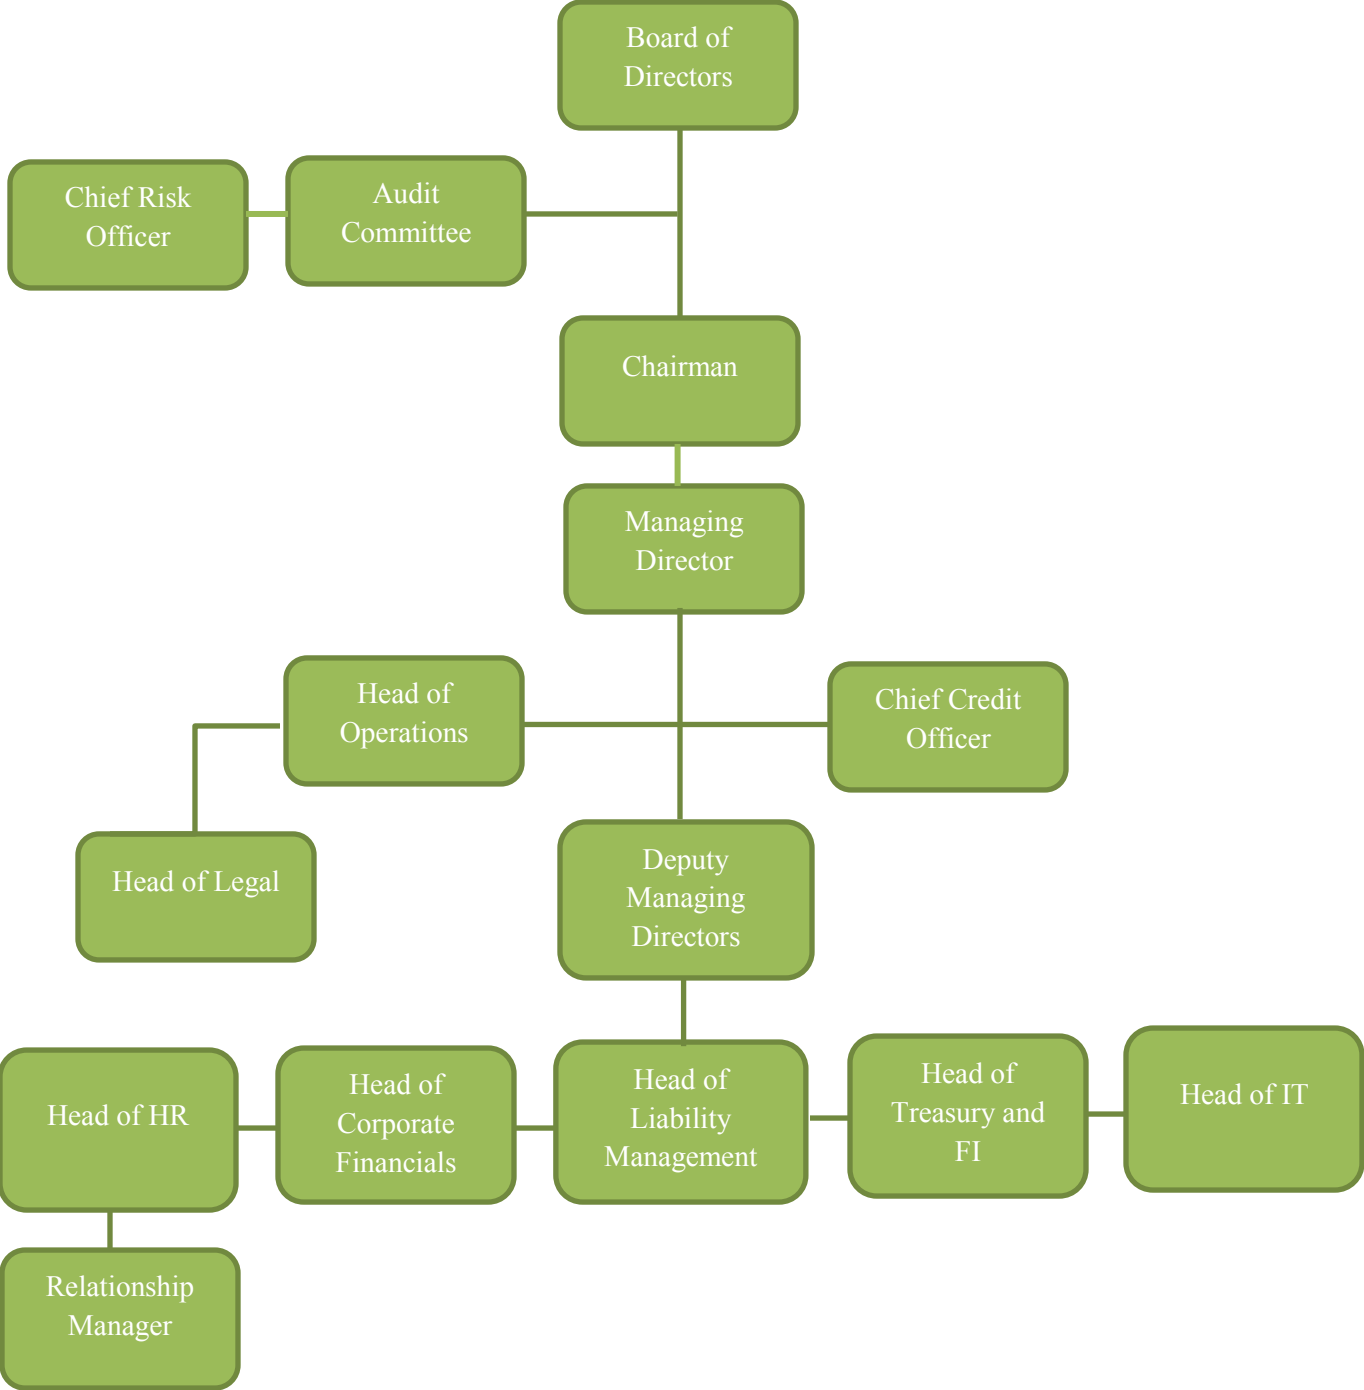 Board of
Directors
Chief Risk
Officer
Audit
Committee
Chairman
Managing
Director
Head of
Operations
Chief Credit
Officer
Head of Legal
Deputy
Managing
Directors
Head of HR
Head of
Corporate
Financials
Head of
Liability
Management
Head of
Treasury and
FI
Head of IT
Relationship
Manager